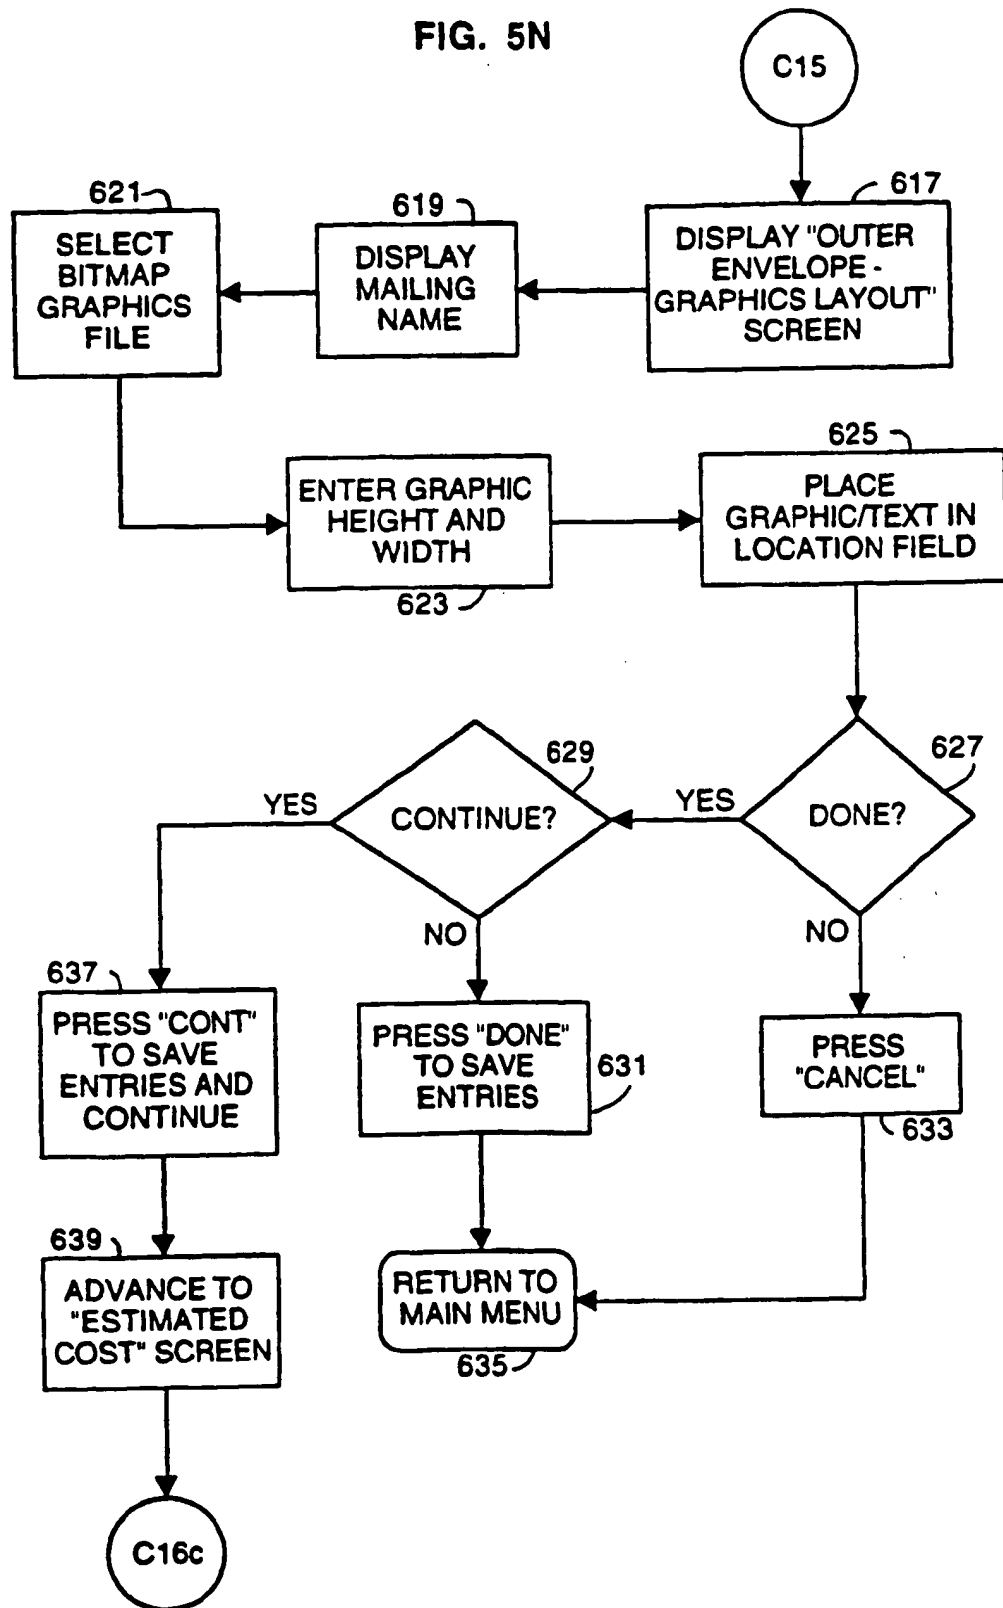 FIG. 5N
C15
617
DISPLAY "OUTER
ENVELOPE -
GRAPHICS LAYOUT"
SCREEN
619
DISPLAY
MAILING
NAME
621
SELECT
BITMAP
GRAPHICS
FILE
ENTER GRAPHIC
HEIGHT AND
WIDTH
623
625
PLACE
GRAPHIC/TEXT IN
LOCATION FIELD
627
DONE?
YES
NO
629
CONTINUE?
YES
NO
637
PRESS "CONT"
TO SAVE
ENTRIES AND
CONTINUE
PRESS "DONE"
TO SAVE
ENTRIES
631
PRESS
"CANCEL"
633
639
ADVANCE TO
"ESTIMATED
COST" SCREEN
RETURN TO
MAIN MENU
635
C16c